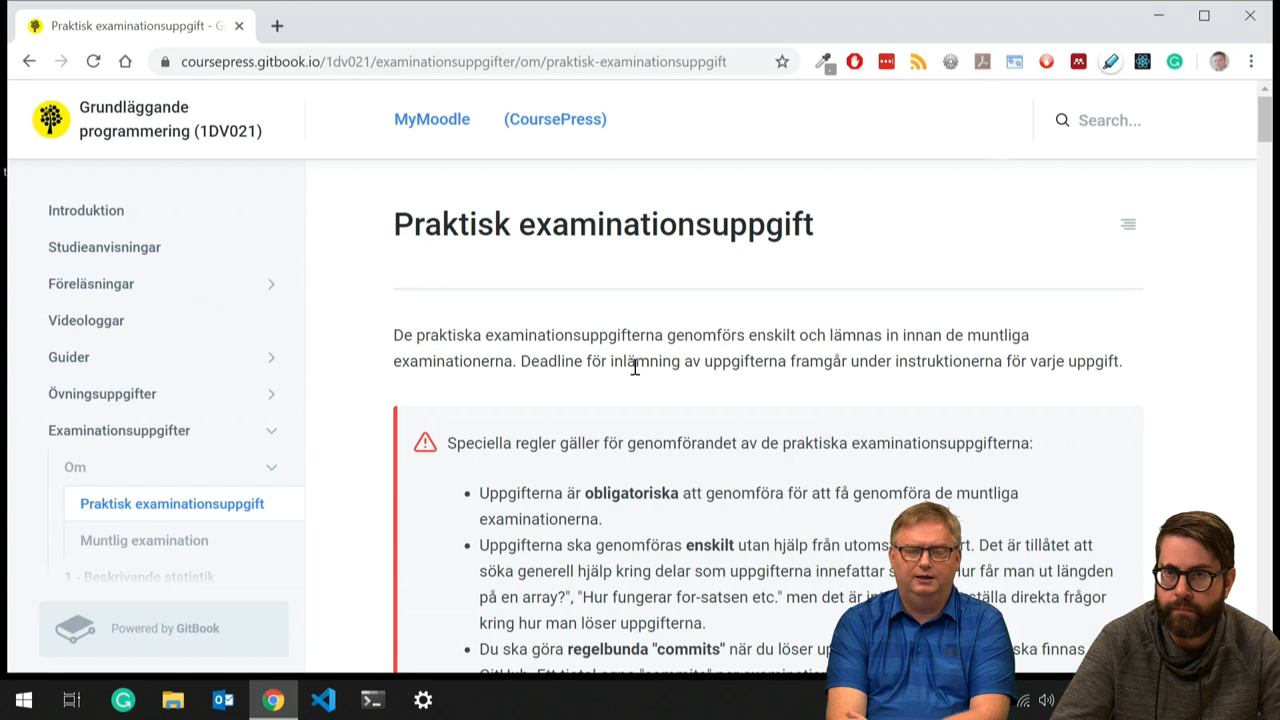 Praktisk examinationsuppgift - G
coursepress.gitbook.io/1dv021/examinationsuppgifter/om/praktisk-examinationsuppgift
Grundläggande
programmering (1DV021)
MyMoodle
(CoursePress)
Search...
Introduktion
Studieanvisningar
Föreläsningar
Videologgar
Guider
Övningsuppgifter
Examinationsuppgifter
Om
Praktisk examinationsuppgift
Muntlig examination
1 - Beskrivande statistik
Powered by GitBook
Praktisk examinationsuppgift
De praktiska examinationsuppgifterna genomförs enskilt och lämnas in innan de muntliga
examinationerna. Deadline för inlämning av uppgifterna framgår under instruktionerna för varje uppgift.
Speciella regler gäller för genomförandet av de praktiska examinationsuppgifterna:
Uppgifterna är obligatoriska att genomföra för att få genomföra de muntliga
examinationerna.
Uppgifterna ska genomföras enskilt utan hjälp från utoms rt. Det är tillåtet att
söka generell hjälp kring delar som uppgifterna innefattar Hur får man ut längden
på en array?", "Hur fungerar for-satsen etc." men det är ställa direkta frågor
kring hur man löser uppgifterna.
Du ska göra regelbunda "commits" när du löser ska finnas